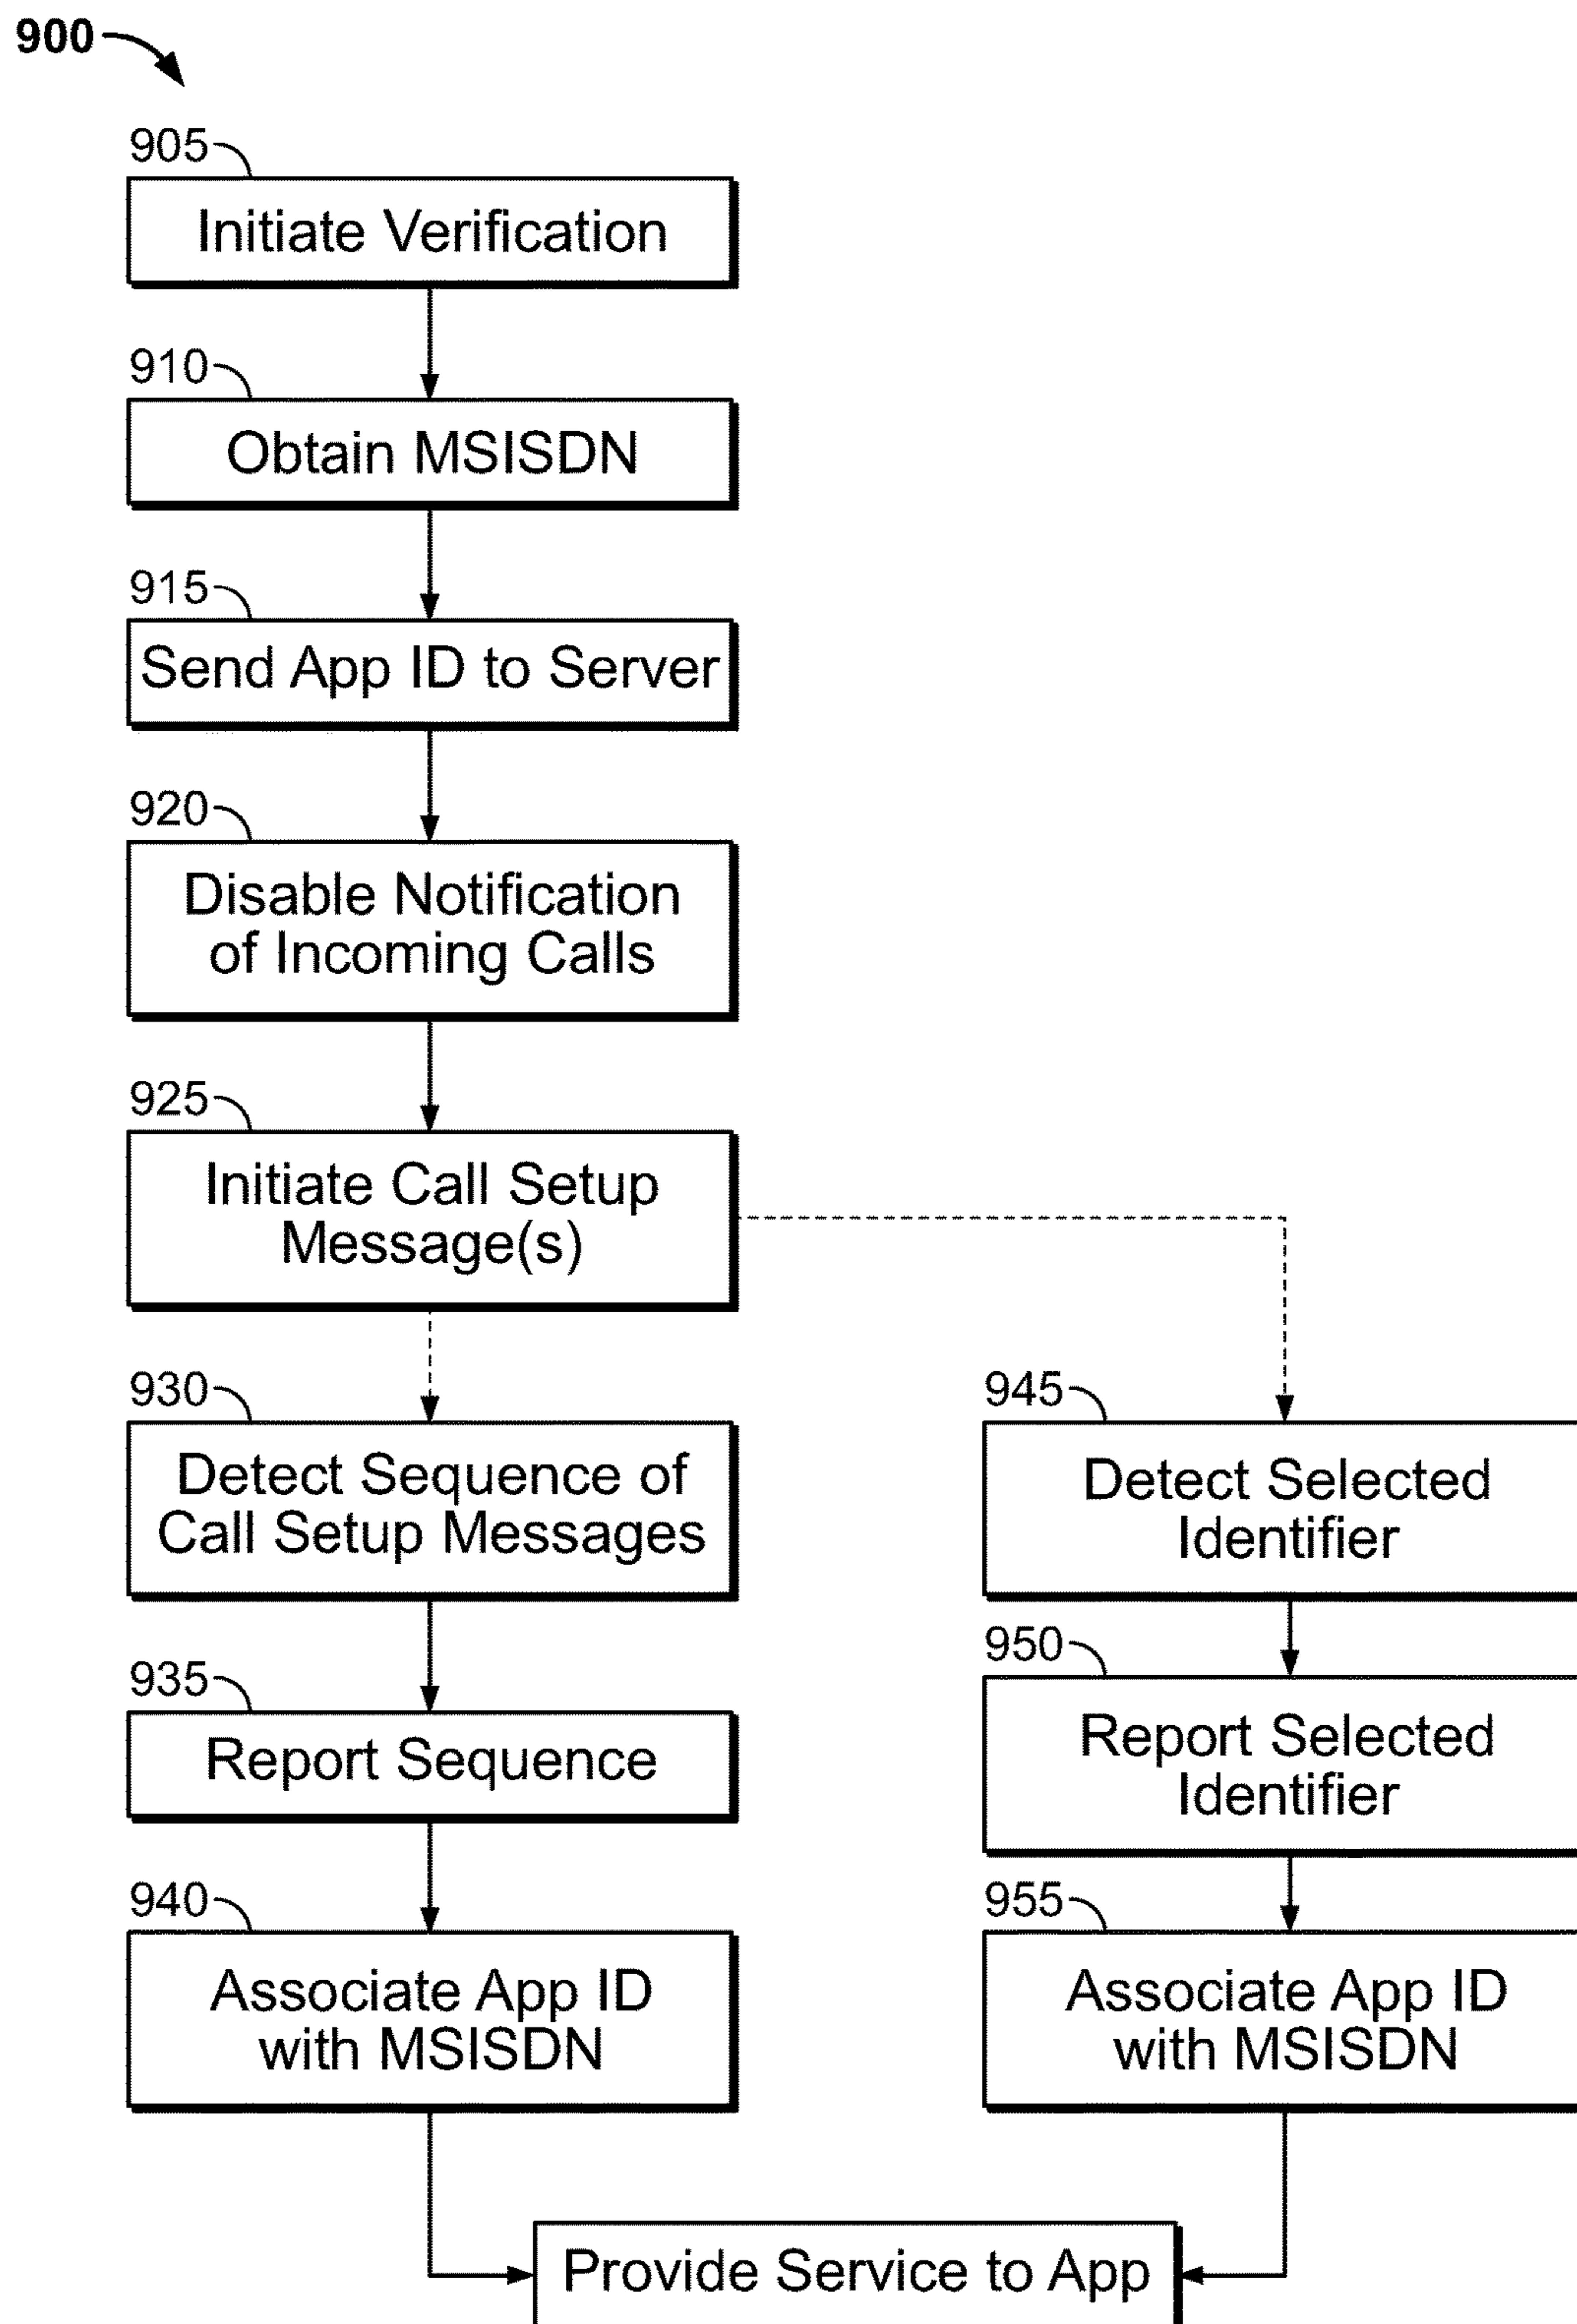 900
905
Initiate Verification
910
Obtain MSISDN
915
Send App ID to Server
920
Disable Notification
of Incoming Calls
925
Initiate Call Setup
Message(s)
930
Detect Sequence of
Call Setup Messages
935
Report Sequence
940
Associate App ID
with MSISDN
945
Detect Selected
Identifier
950
Report Selected
Identifier
955
Associate App ID
with MSISDN
Provide Service to App